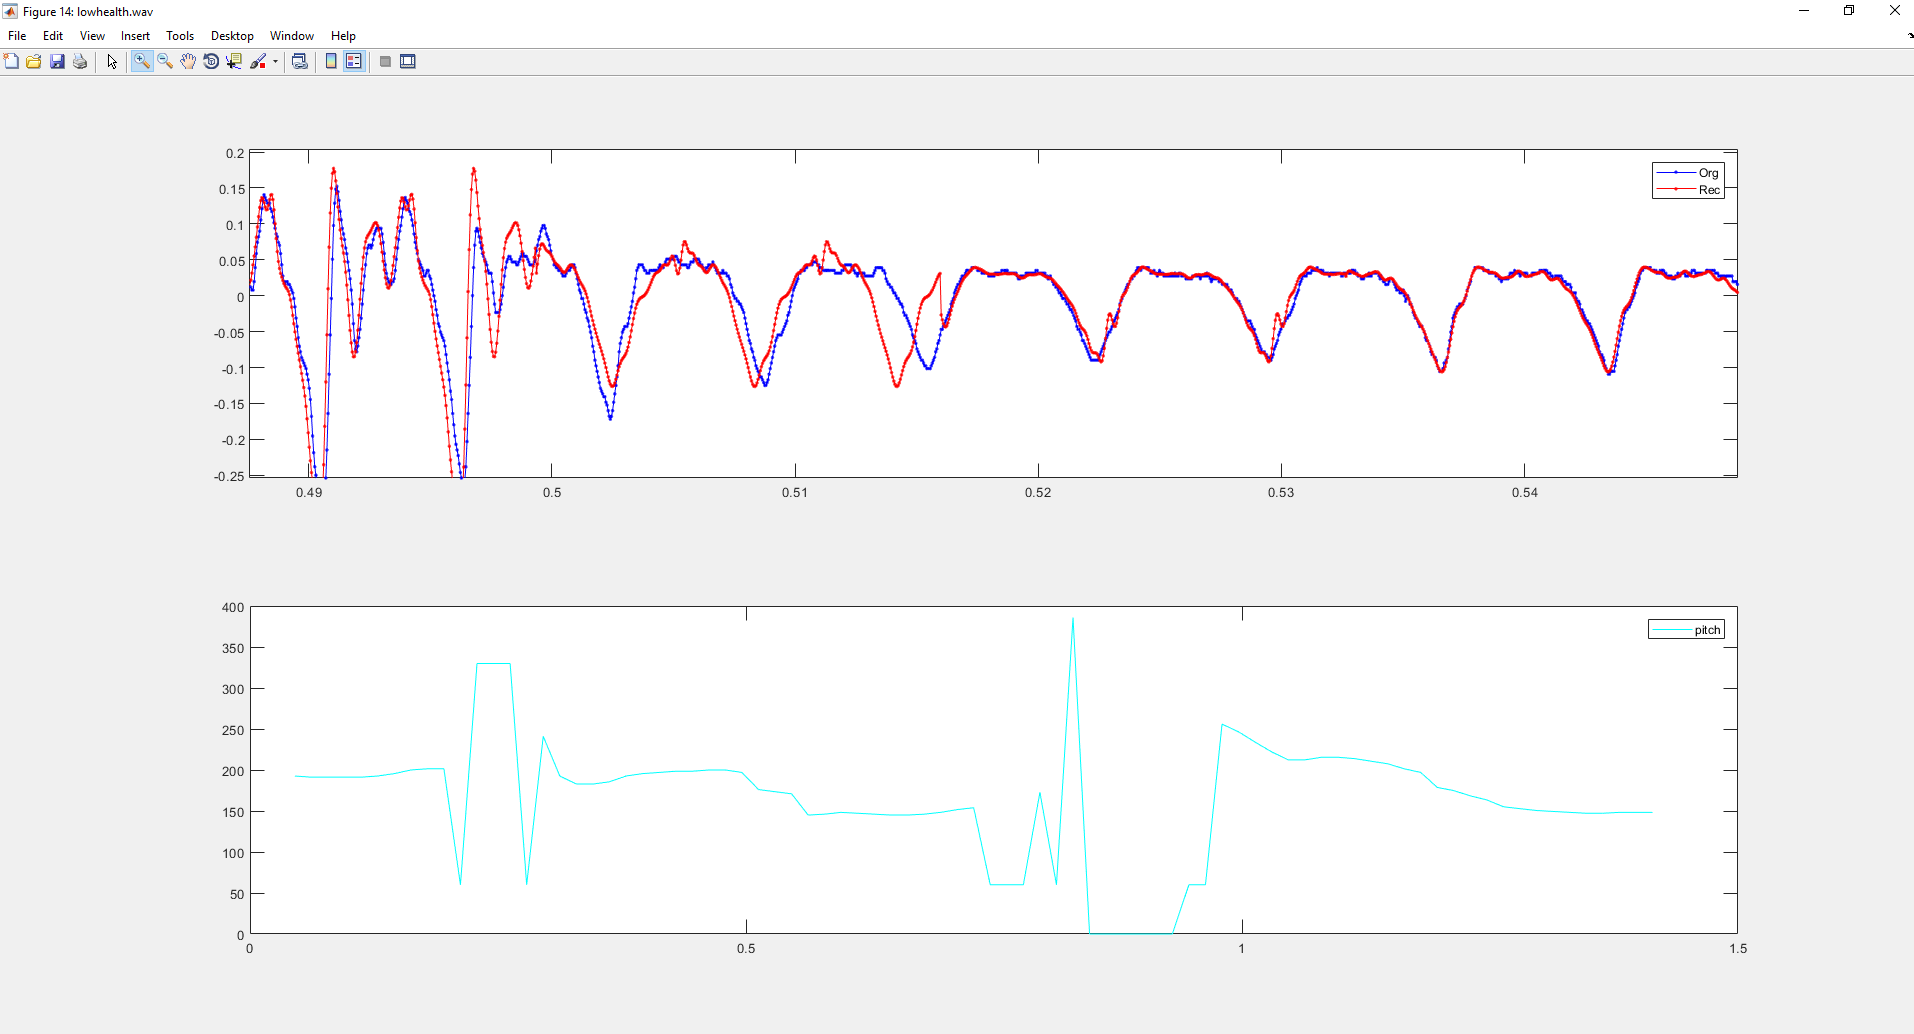 Figure 14: lowhealth.wav
File Edit View Insert Tools Desktop Window Help
0.2
0.15
0.1
0.05
0
-0.05
-0.1
-0.15
-0.2
-0.25
0.49 0.5 0.51 0.52 0.53 0.54
Org
Rec
400
350
300
250
200
150
100
50
0
0 0.5 1 1.5
pitch